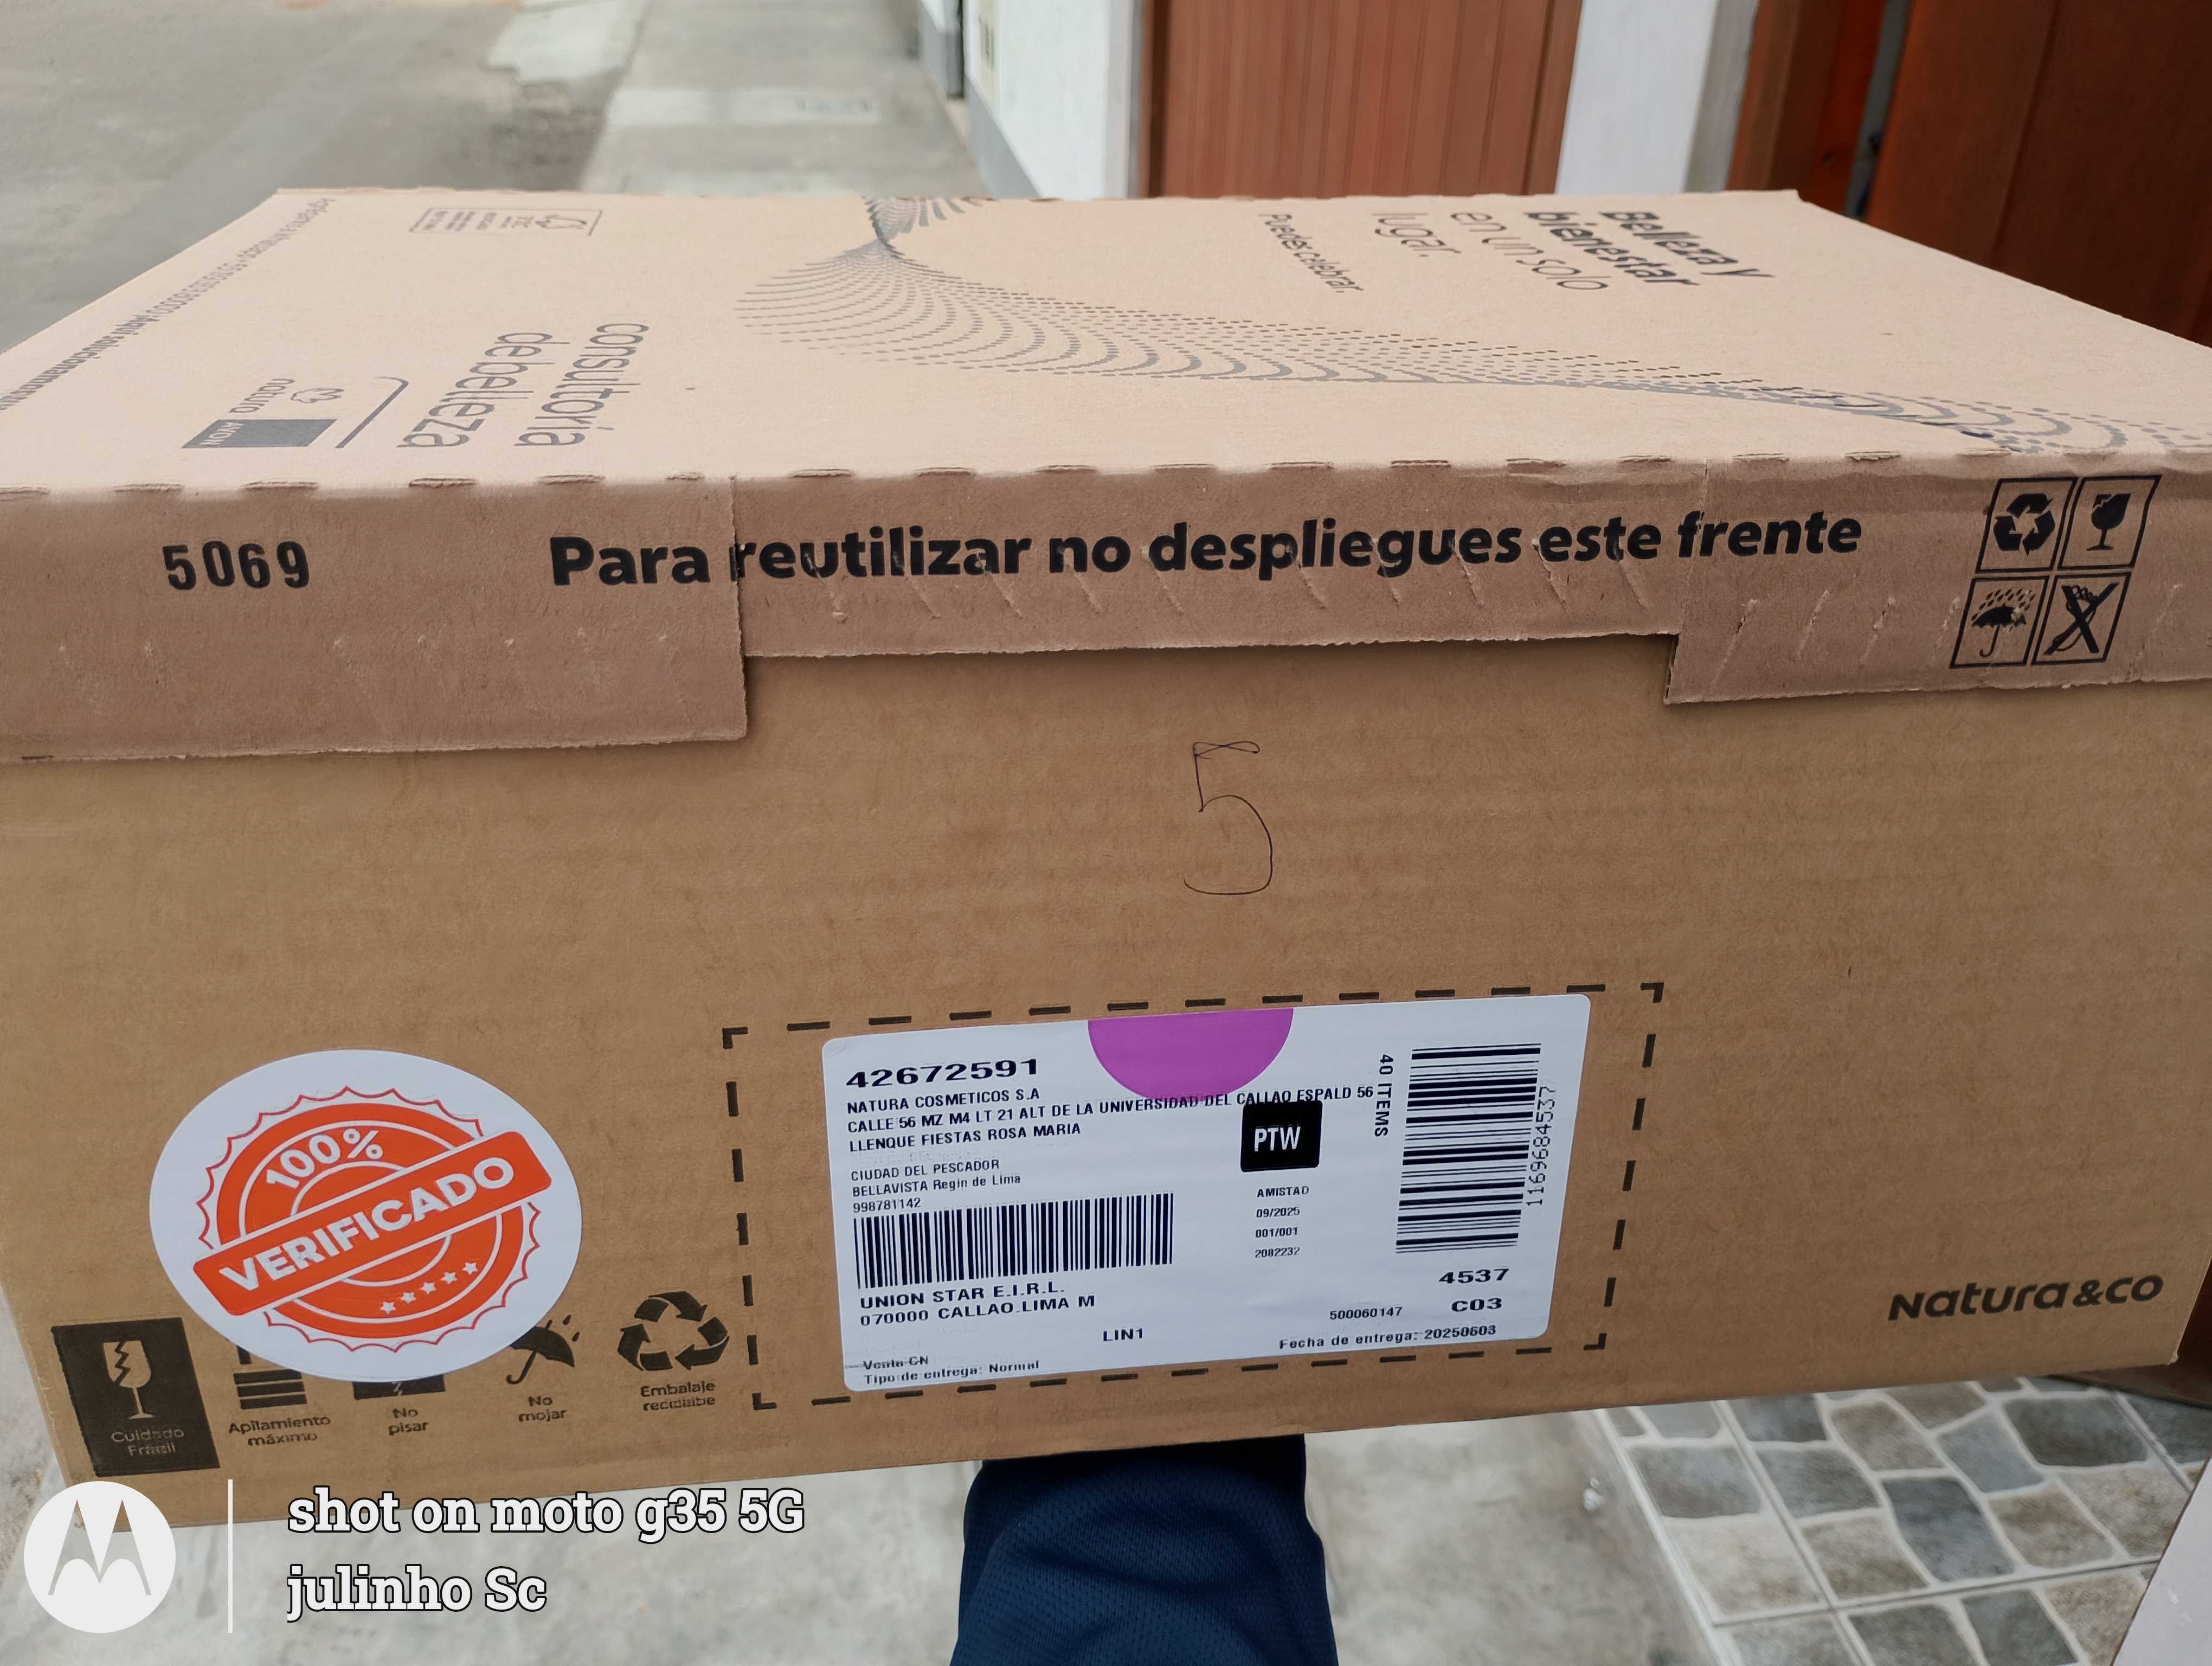 Belleza y
bienestar
en un solo
lugar.
Puedes celebrar.
consultoría
de belleza
natura
AVON
5069
Para reutilizar no despliegues este frente
5
100%
VERIFICADO
42672591
NATURA COSMETICOS S.A
CALLE 56 MZ M4 LT 21 ALT DE LA UNIVERSIDAD DEL CALLAO ESPALD 56
LLENQUE FIESTAS ROSA MARIA
CIUDAD DEL PESCADOR
BELLAVISTA Regin de Lima
998781142
UNION STAR E.I.R.L.
070000 CALLAO.LIMA M
LIN1
Venta CN
Tipo de entrega: Normal
PTW
AMISTAD
09/2025
001/001
2082232
40 ITEMS
1169684537
4537
500060147 C03
Fecha de entrega: 20250603
Natura &co
Cuidado
Frágil
Apilamiento
máximo
No
pisar
No
mojar
Embalaje
reciclable
shot on moto g35 5G
julinho Sc